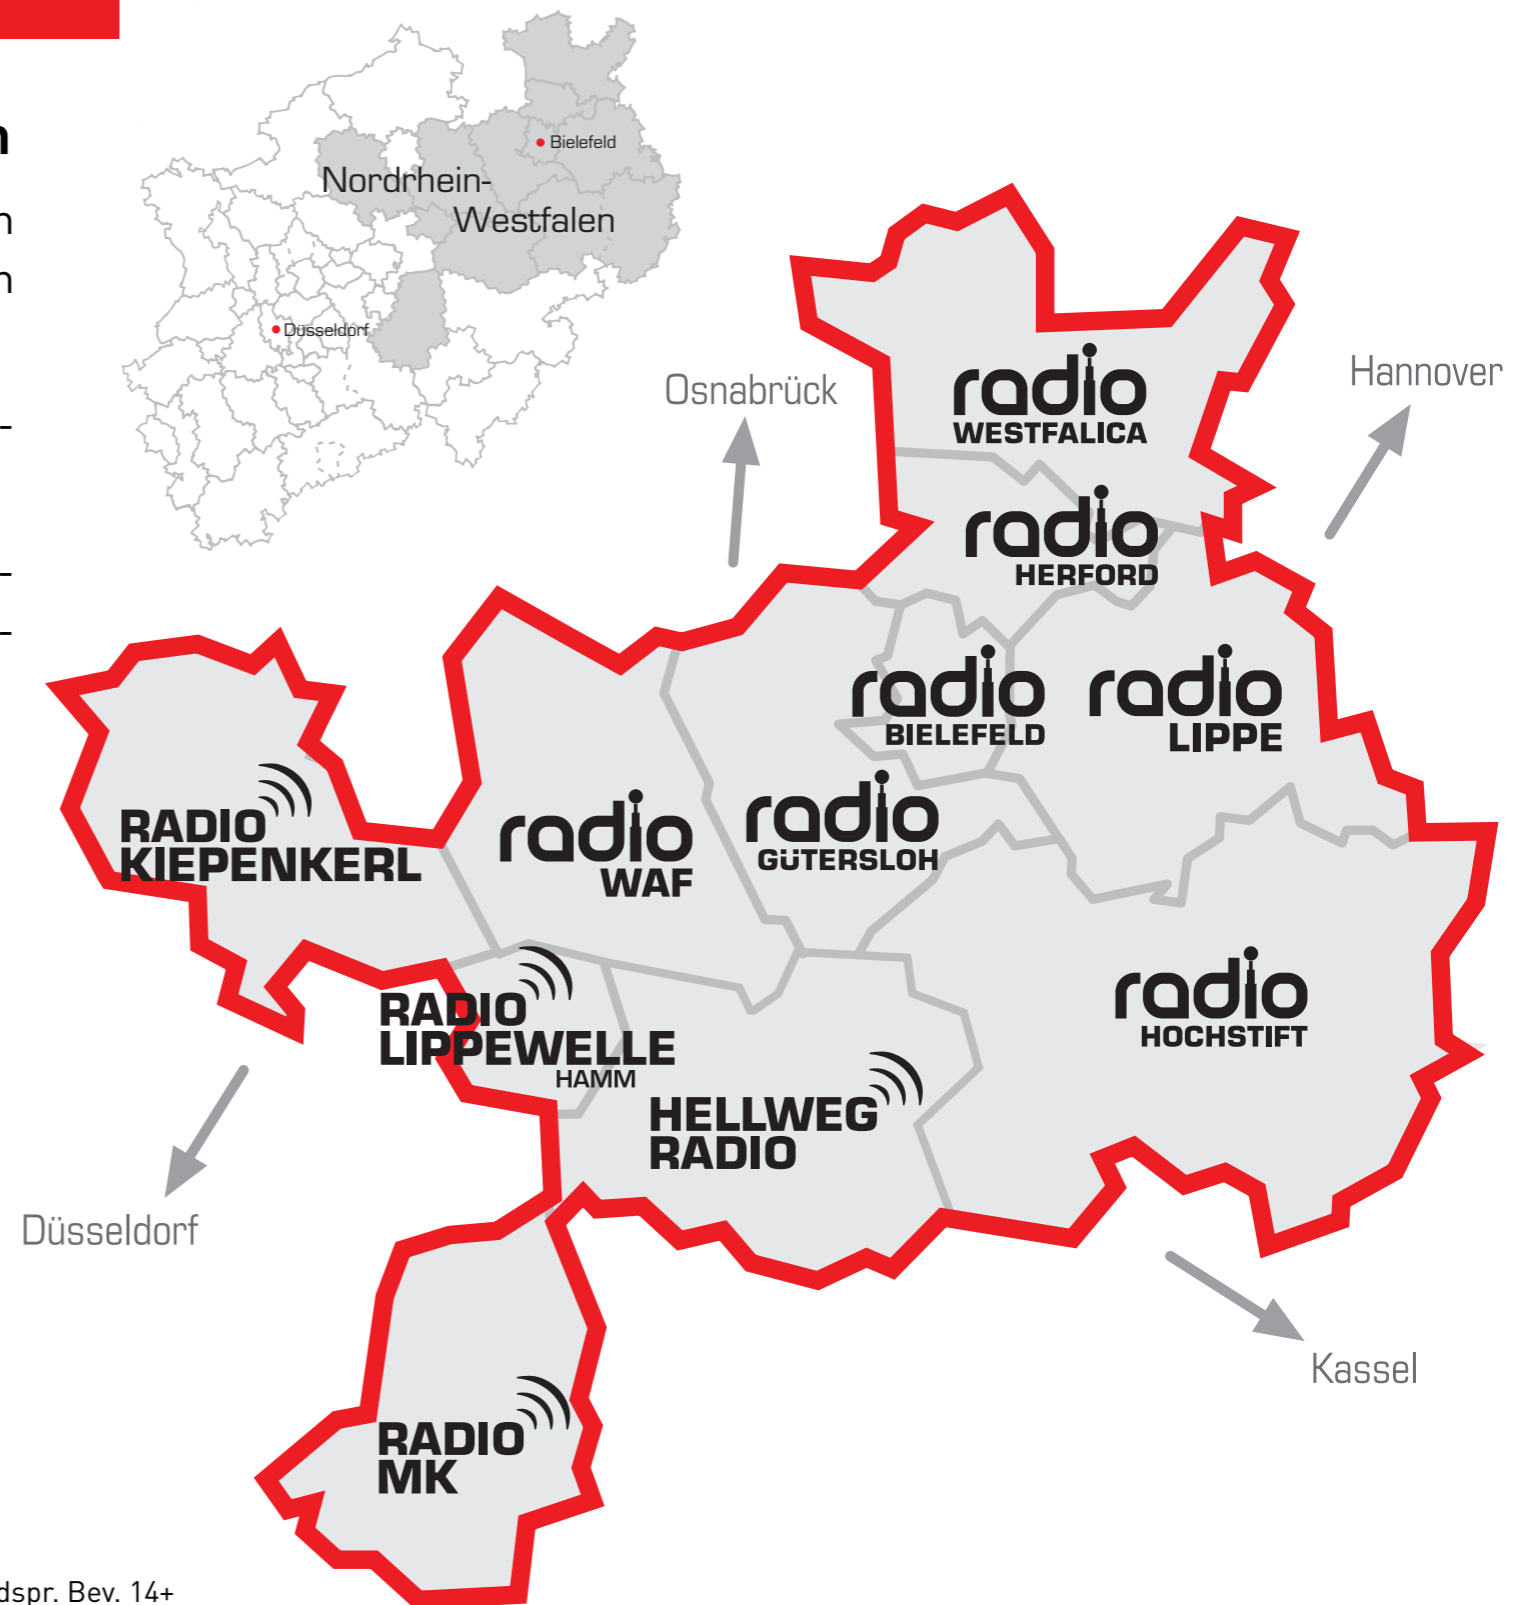 n
n
n
-
-
-
Nordrhein-
Westfalen
Bielefeld
Düsseldorf
Osnabrück
Hannover
radio
WESTFALICA
radio
HERFORD
radio
BIELEFELD
radio
LIPPE
RADIO
KIEPENKERL
radio
WAF
radio
GÜTERSLOH
radio
HOCHSTIFT
RADIO
LIPPEWELLE
HAMM
HELLWEG
RADIO
Düsseldorf
Kassel
RADIO
MK
dspr. Bev. 14+